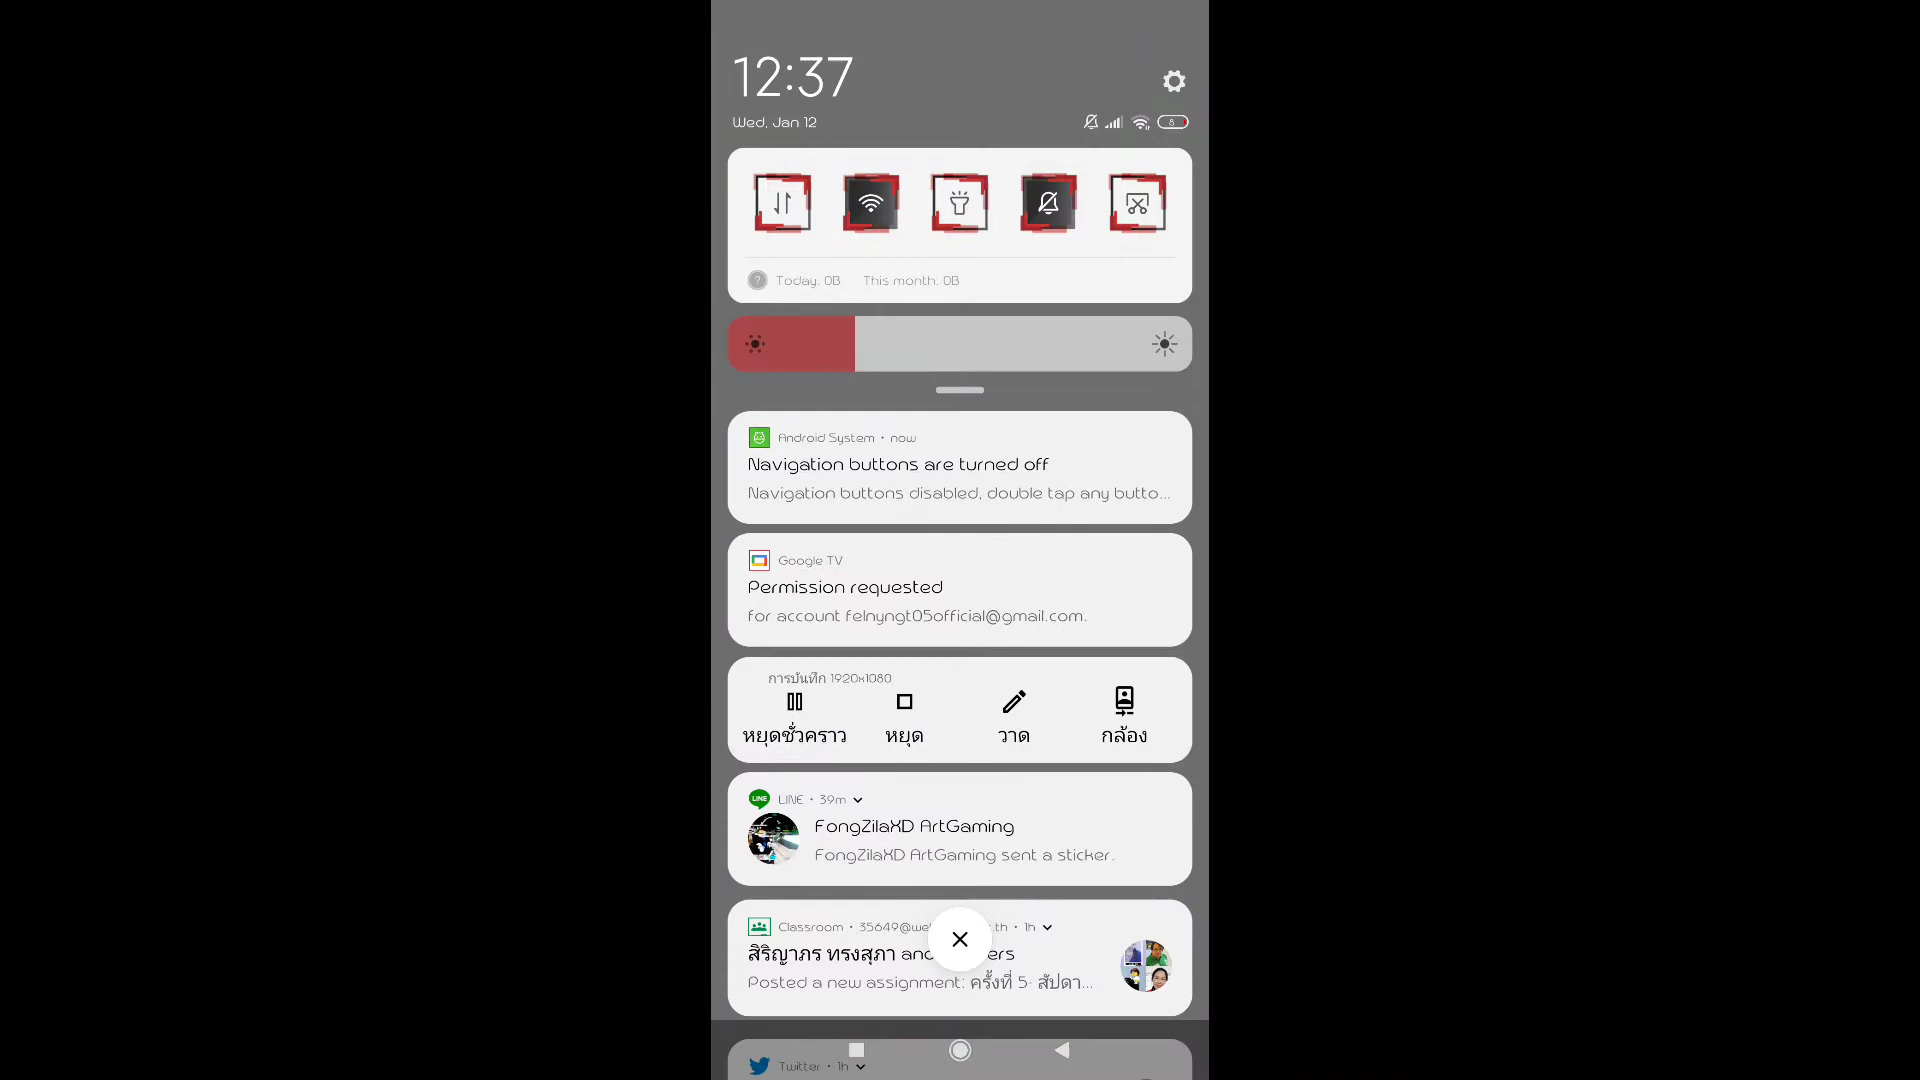 12:37
Wed, Jan 12
8
Today: 0B This month: 0B
Android System • now
Navigation buttons are turned off
Navigation buttons disabled, double tap any butto...
Google TV
Permission requested
for account felnyngt05official@gmail.com.
การบันทึก 1920x1080
หยุดชั่วคราว หยุด วาด กล้อง
LINE • 39m
FongZilaXD ArtGaming
FongZilaXD ArtGaming sent a sticker.
Classroom • 1h
สิริญาภร ทรงสุภา
Posted a new assignment: ครั้งที่ 5- สัปดา...
Twitter • 1h